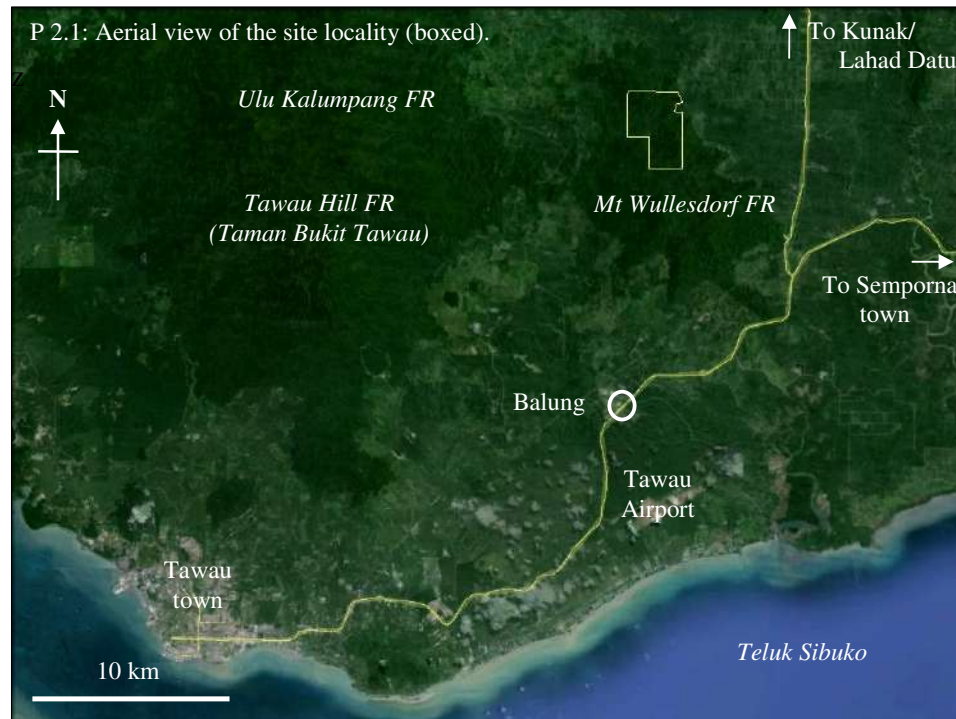 P 2.1: Aerial view of the site locality (boxed).
To Kunak/
Lahad Datu
z
N
Ulu Kalumpang FR
Tawau Hill FR
(Taman Bukit Tawau)
Mt Wullesdorf FR
To Semporna
town
Balung
Tawau
Airport
Tawau
town
10 km
Teluk Sibuko